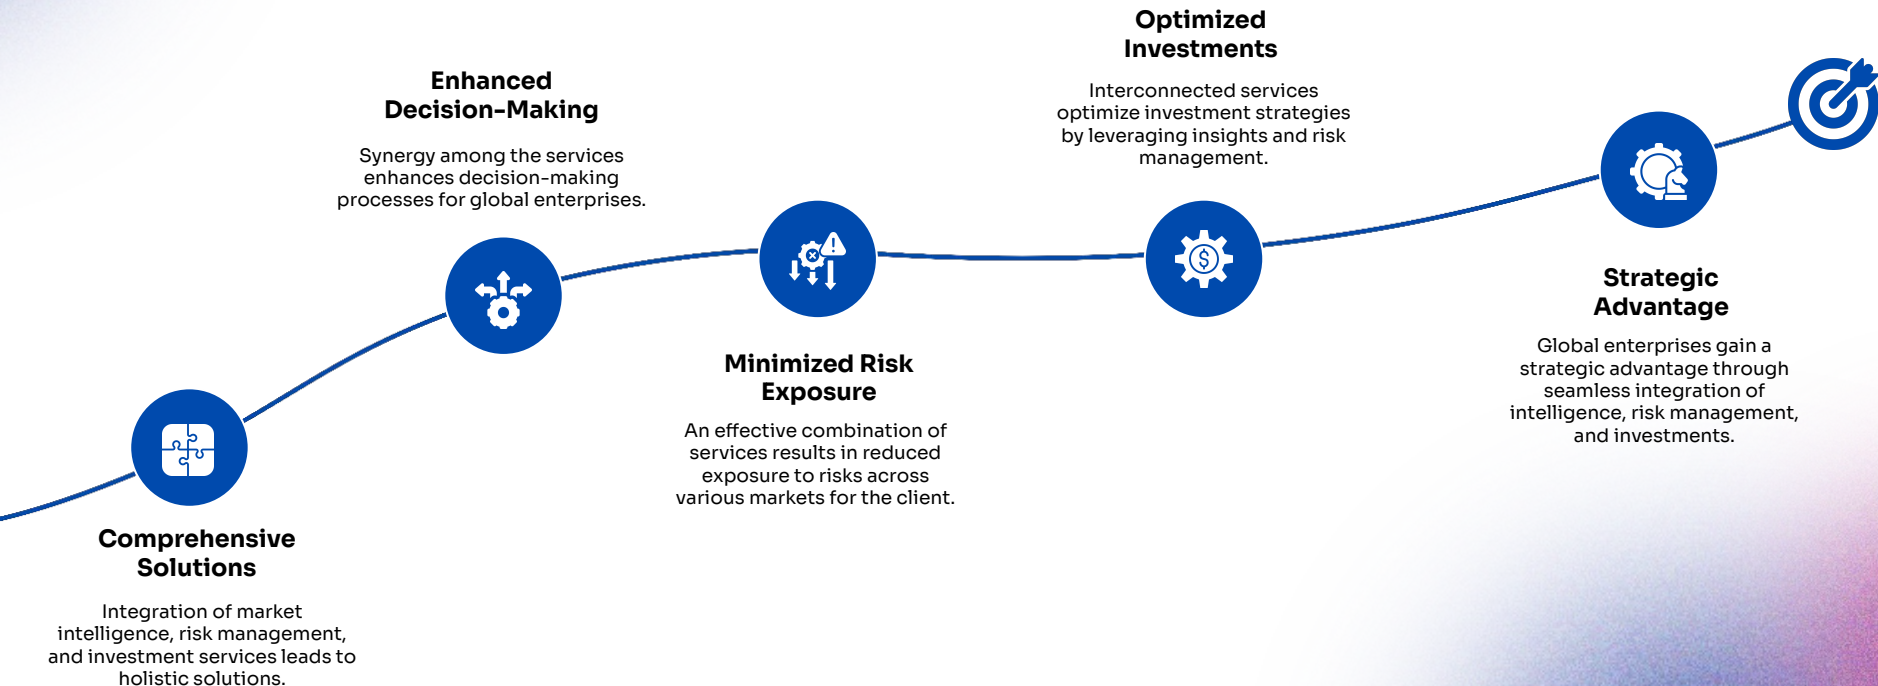 Comprehensive
Solutions
Integration of market
intelligence, risk management,
and investment services leads to
holistic solutions.
Enhanced
Decision-Making
Synergy among the services
enhances decision-making
processes for global enterprises.
Minimized Risk
Exposure
An effective combination of
services results in reduced
exposure to risks across
various markets for the client.
Optimized
Investments
Interconnected services
optimize investment strategies
by leveraging insights and risk
management.
Strategic
Advantage
Global enterprises gain a
strategic advantage through
seamless integration of
intelligence, risk management,
and investments.